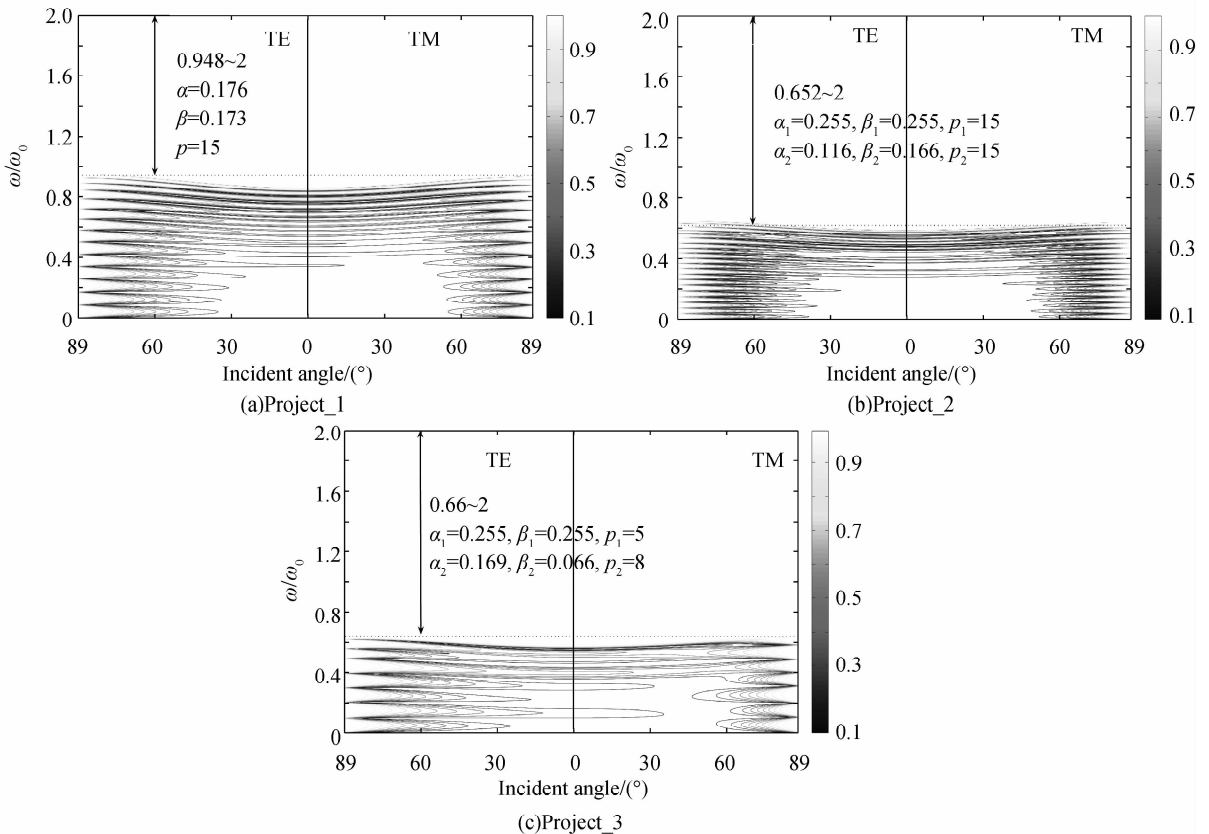 2.0
1.6
1.2
0.8
0.4
0
ω/ω₀
TE
TM
0.948~2
α=0.176
β=0.173
p=15
0.9
0.7
0.5
0.3
0.1
89 60 30 0 30 60 89
Incident angle/(°)
(a)Project_1
2.0
1.6
1.2
0.8
0.4
0
ω/ω₀
TE
TM
0.652~2
α₁=0.255, β₁=0.255, p₁=15
α₂=0.116, β₂=0.166, p₂=15
0.9
0.7
0.5
0.3
0.1
89 60 30 0 30 60 89
Incident angle/(°)
(b)Project_2
2.0
1.6
1.2
0.8
0.4
0
ω/ω₀
TE
TM
0.66~2
α₁=0.255, β₁=0.255, p₁=5
α₂=0.169, β₂=0.066, p₂=8
0.9
0.7
0.5
0.3
0.1
89 60 30 0 30 60 89
Incident angle/(°)
(c)Project_3